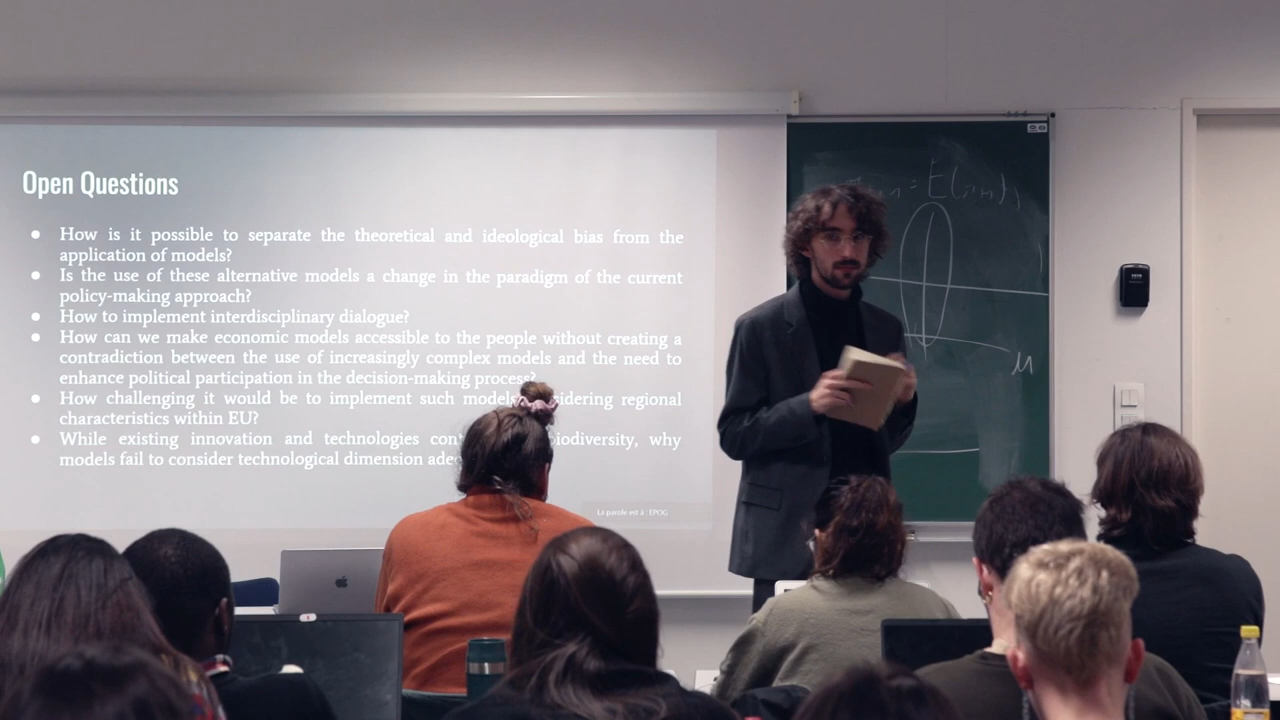 Open Questions
● How is it possible to separate the theoretical and ideological bias from the
application of models?
● Is the use of these alternative models a change in the paradigm of the current
policy-making approach?
● How to implement interdisciplinary dialogue?
● How can we make economic models accessible to the people without creating a
contradiction between the use of increasingly complex models and the need to
enhance political participation in the decision-making process?
● How challenging it would be to implement such models
regional
characteristics within EU?
● While existing innovation and technologies
biodiversity, why
models fail to consider technological dimension
La parole est à : EPOG
μ